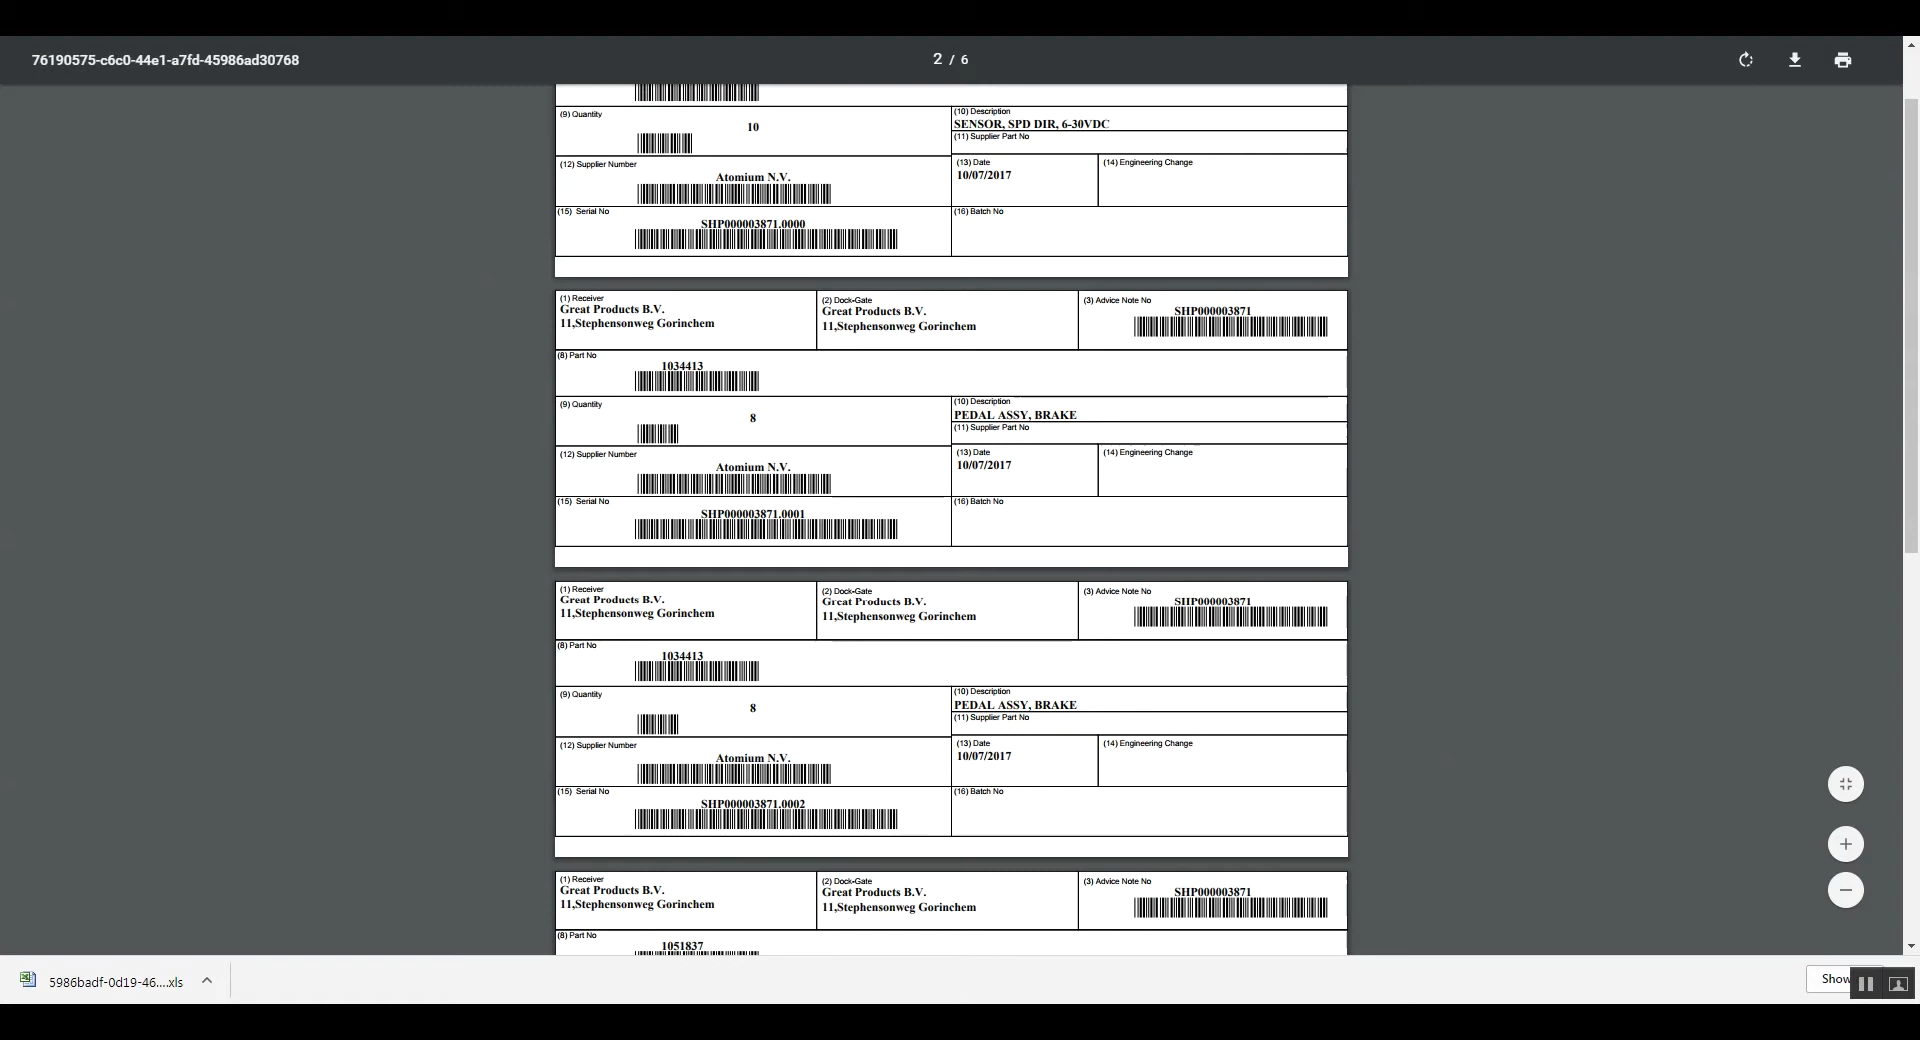 76190575-c6c0-44e1-a7fd-45986ad30768
2 / 6
(9) Quantity
10
(10) Description
SENSOR, SPD DIR, 6-30VDC
(11) Supplier Part No
(12) Supplier Number
Atomium N.V.
(13) Date
10/07/2017
(14) Engineering Change
(15) Serial No
SHP000003871.0000
(16) Batch No
(1) Receiver
Great Products B.V.
11,Stephensonweg Gorinchem
(2) Dock-Gate
Great Products B.V.
11,Stephensonweg Gorinchem
(3) Advice Note No
SHP000003871
(8) Part No
1034413
(9) Quantity
8
(10) Description
PEDAL ASSY, BRAKE
(11) Supplier Part No
(12) Supplier Number
Atomium N.V.
(13) Date
10/07/2017
(14) Engineering Change
(15) Serial No
SHP000003871.0001
(16) Batch No
(1) Receiver
Great Products B.V.
11,Stephensonweg Gorinchem
(2) Dock-Gate
Great Products B.V.
11,Stephensonweg Gorinchem
(3) Advice Note No
SHP000003871
(8) Part No
1034413
(9) Quantity
8
(10) Description
PEDAL ASSY, BRAKE
(11) Supplier Part No
(12) Supplier Number
Atomium N.V.
(13) Date
10/07/2017
(14) Engineering Change
(15) Serial No
SHP000003871.0002
(16) Batch No
(1) Receiver
Great Products B.V.
11,Stephensonweg Gorinchem
(2) Dock-Gate
Great Products B.V.
11,Stephensonweg Gorinchem
(3) Advice Note No
SHP000003871
(8) Part No
1051837
5986badf-0d19-46....xls
Show